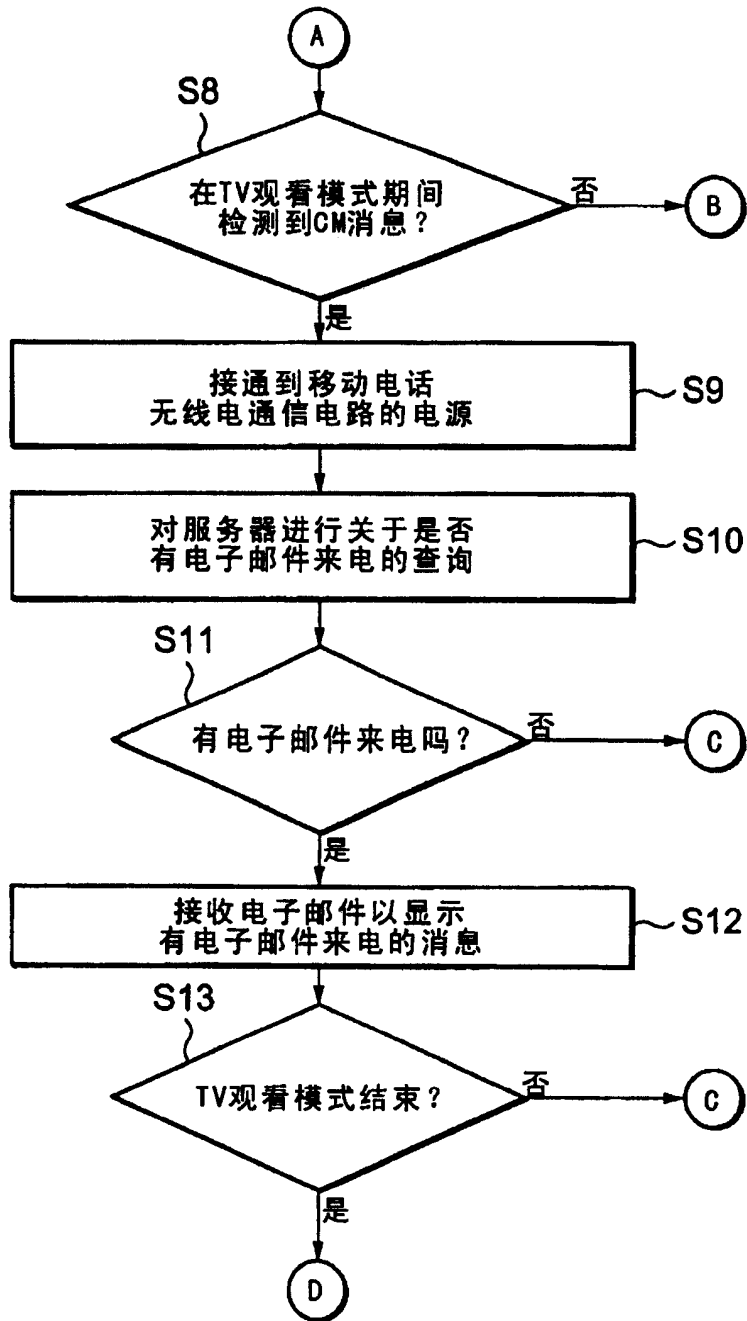 A
S8
在TV观看模式期间
检测到CM消息？
否
B
是
接通到移动电话
无线电通信电路的电源
S9
对服务器进行关于是否
有电子邮件来电的查询
S10
S11
有电子邮件来电吗？
否
C
是
接收电子邮件以显示
有电子邮件来电的消息
S12
S13
TV观看模式结束？
否
C
是
D